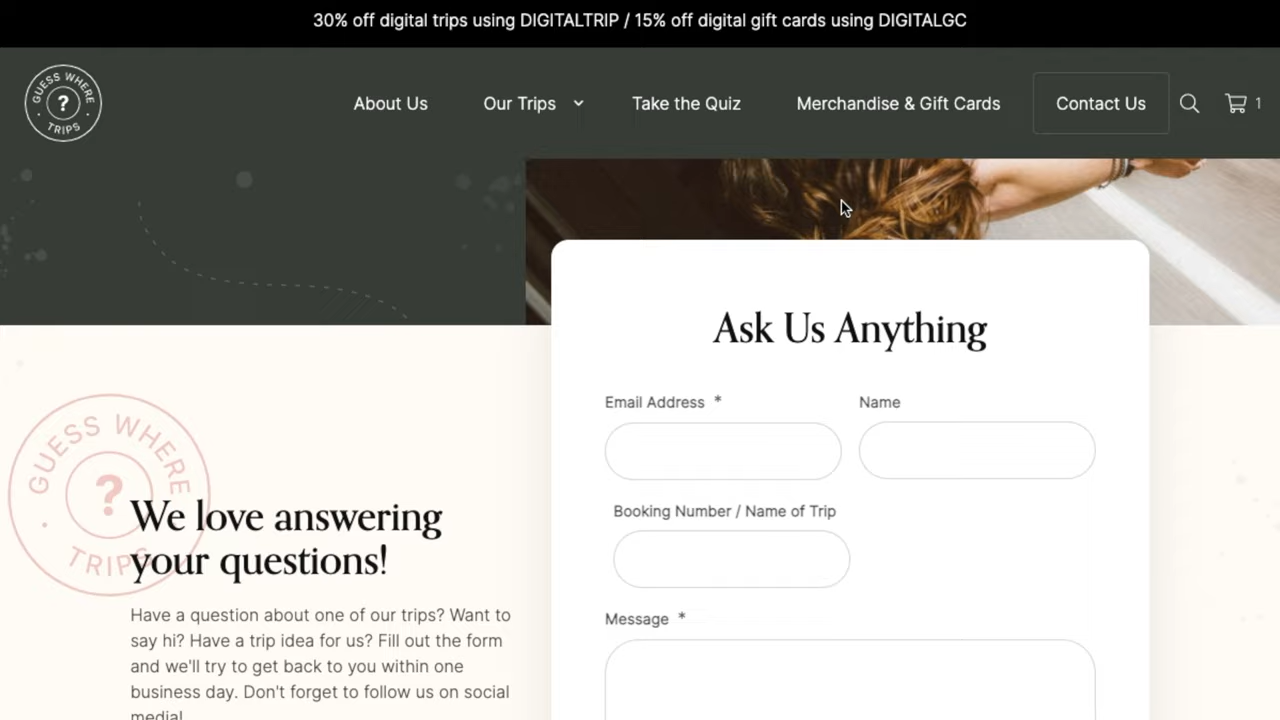 30% off digital trips using DIGITALTRIP / 15% off digital gift cards using DIGITALGC
GUESS WHERE
?
TRIPS
About Us
Our Trips
Take the Quiz
Merchandise & Gift Cards
Contact Us
1
Ask Us Anything
Email Address *
Name
Booking Number / Name of Trip
Message *
GUESS WHERE
?
TRIPS
We love answering
your questions!
Have a question about one of our trips? Want to
say hi? Have a trip idea for us? Fill out the form
and we'll try to get back to you within one
business day. Don't forget to follow us on social
media!